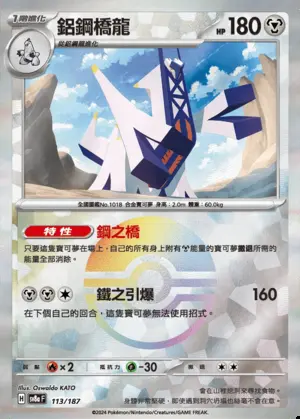 1階進化 鋁鋼橋龍 HP 180
從鋁鋼龍進化
全國圖鑑No.1018 合金寶可夢 身高:2.0m 體重:60.0kg
特性 鋼之橋
只要這隻寶可夢在場上,自己的所有身上附有能量的寶可夢撤退所需的
能量全部消除。
鐵之引爆 160
在下個自己的回合,這隻寶可夢無法使用招式。
弱點 ×2 抵抗力 -30 撤退
Illus. Oswaldo KATO
H SV8a F 113/187
©2024 Pokémon/Nintendo/Creatures/GAME FREAK.